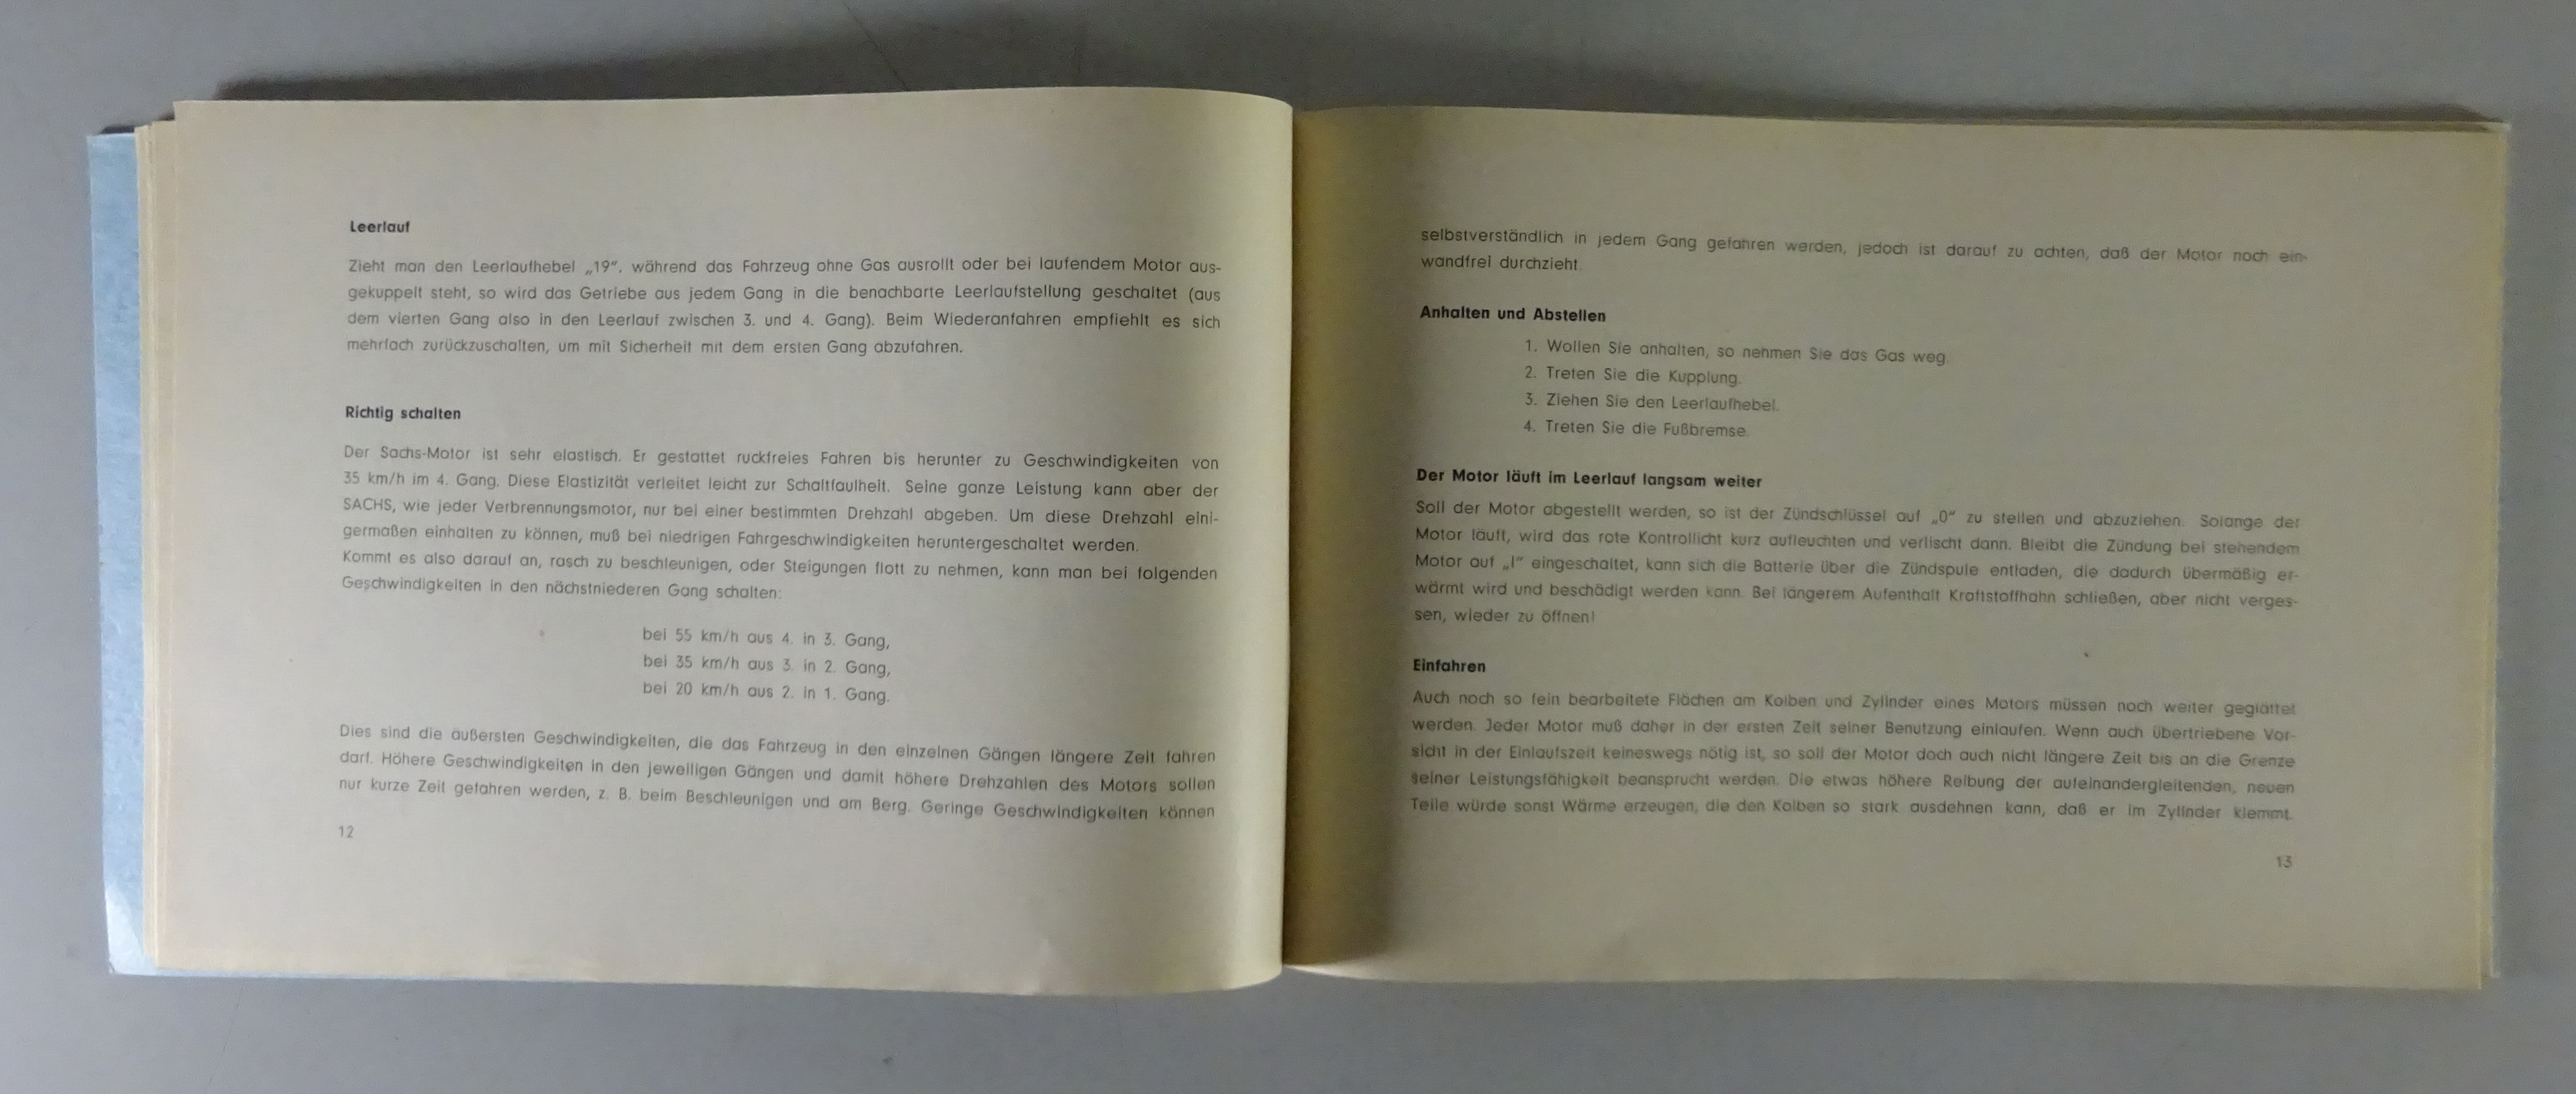 Leerlauf
Zieht man den Leerlaufhebel „19“. während das Fahrzeug ohne Gas ausrollt oder bei laufendem Motor aus-
gekuppelt steht, so wird das Getriebe aus jedem Gang in die benachbarte Leerlaufstellung geschaltet (aus
dem vierten Gang also in den Leerlauf zwischen 3. und 4. Gang). Beim Wiederanfahren empfiehlt es sich
mehrfach zurückzuschalten, um mit Sicherheit mit dem ersten Gang abzufahren.
Richtig schalten
Der Sachs-Motor ist sehr elastisch. Er gestattet ruckfreies Fahren bis herunter zu Geschwindigkeiten von
35 km/h im 4. Gang. Diese Elastizität verleitet leicht zur Schaltfaulheit. Seine ganze Leistung kann aber der
SACHS, wie jeder Verbrennungsmotor, nur bei einer bestimmten Drehzahl abgeben. Um diese Drehzahl eini-
germaßen einhalten zu können, muß bei niedrigen Fahrgeschwindigkeiten heruntergeschaltet werden.
Kommt es also darauf an, rasch zu beschleunigen, oder Steigungen flott zu nehmen, kann man bei folgenden
Geschwindigkeiten in den nächstniederen Gang schalten:
bei 55 km/h aus 4. in 3. Gang,
bei 35 km/h aus 3. in 2. Gang,
bei 20 km/h aus 2. in 1. Gang.
Dies sind die äußersten Geschwindigkeiten, die das Fahrzeug in den einzelnen Gängen längere Zeit fahren
darf. Höhere Geschwindigkeiten in den jeweiligen Gängen und damit höhere Drehzahlen des Motors sollen
nur kurze Zeit gefahren werden, z. B. beim Beschleunigen und am Berg. Geringe Geschwindigkeiten können
12
selbstverständlich in jedem Gang gefahren werden, jedoch ist darauf zu achten, daß der Motor noch ein-
wandfrei durchzieht.
Anhalten und Abstellen
1. Wollen Sie anhalten, so nehmen Sie das Gas weg.
2. Treten Sie die Kupplung.
3. Ziehen Sie den Leerlaufhebel.
4. Treten Sie die Fußbremse.
Der Motor läuft im Leerlauf langsam weiter
Soll der Motor abgestellt werden, so ist der Zündschlüssel auf „0“ zu stellen und abzuziehen. Solange der
Motor läuft, wird das rote Kontrollicht kurz aufleuchten und verlischt dann. Bleibt die Zündung bei stehendem
Motor auf „I“ eingeschaltet, kann sich die Batterie über die Zündspule entladen, die dadurch übermäßig er-
wärmt wird und beschädigt werden kann. Bei längerem Aufenthalt Kraftstoffhahn schließen, aber nicht verges-
sen, wieder zu öffnen!
Einfahren
Auch noch so fein bearbeitete Flächen am Kolben und Zylinder eines Motors müssen noch weiter geglättet
werden. Jeder Motor muß daher in der ersten Zeit seiner Benutzung einlaufen. Wenn auch übertriebene Vor-
sicht in der Einlaufszeit keineswegs nötig ist, so soll der Motor doch auch nicht längere Zeit bis an die Grenze
seiner Leistungsfähigkeit beansprucht werden. Die etwas höhere Reibung der aufeinandergleitenden, neuen
Teile würde sonst Wärme erzeugen, die den Kolben so stark ausdehnen kann, daß er im Zylinder klemmt.
13